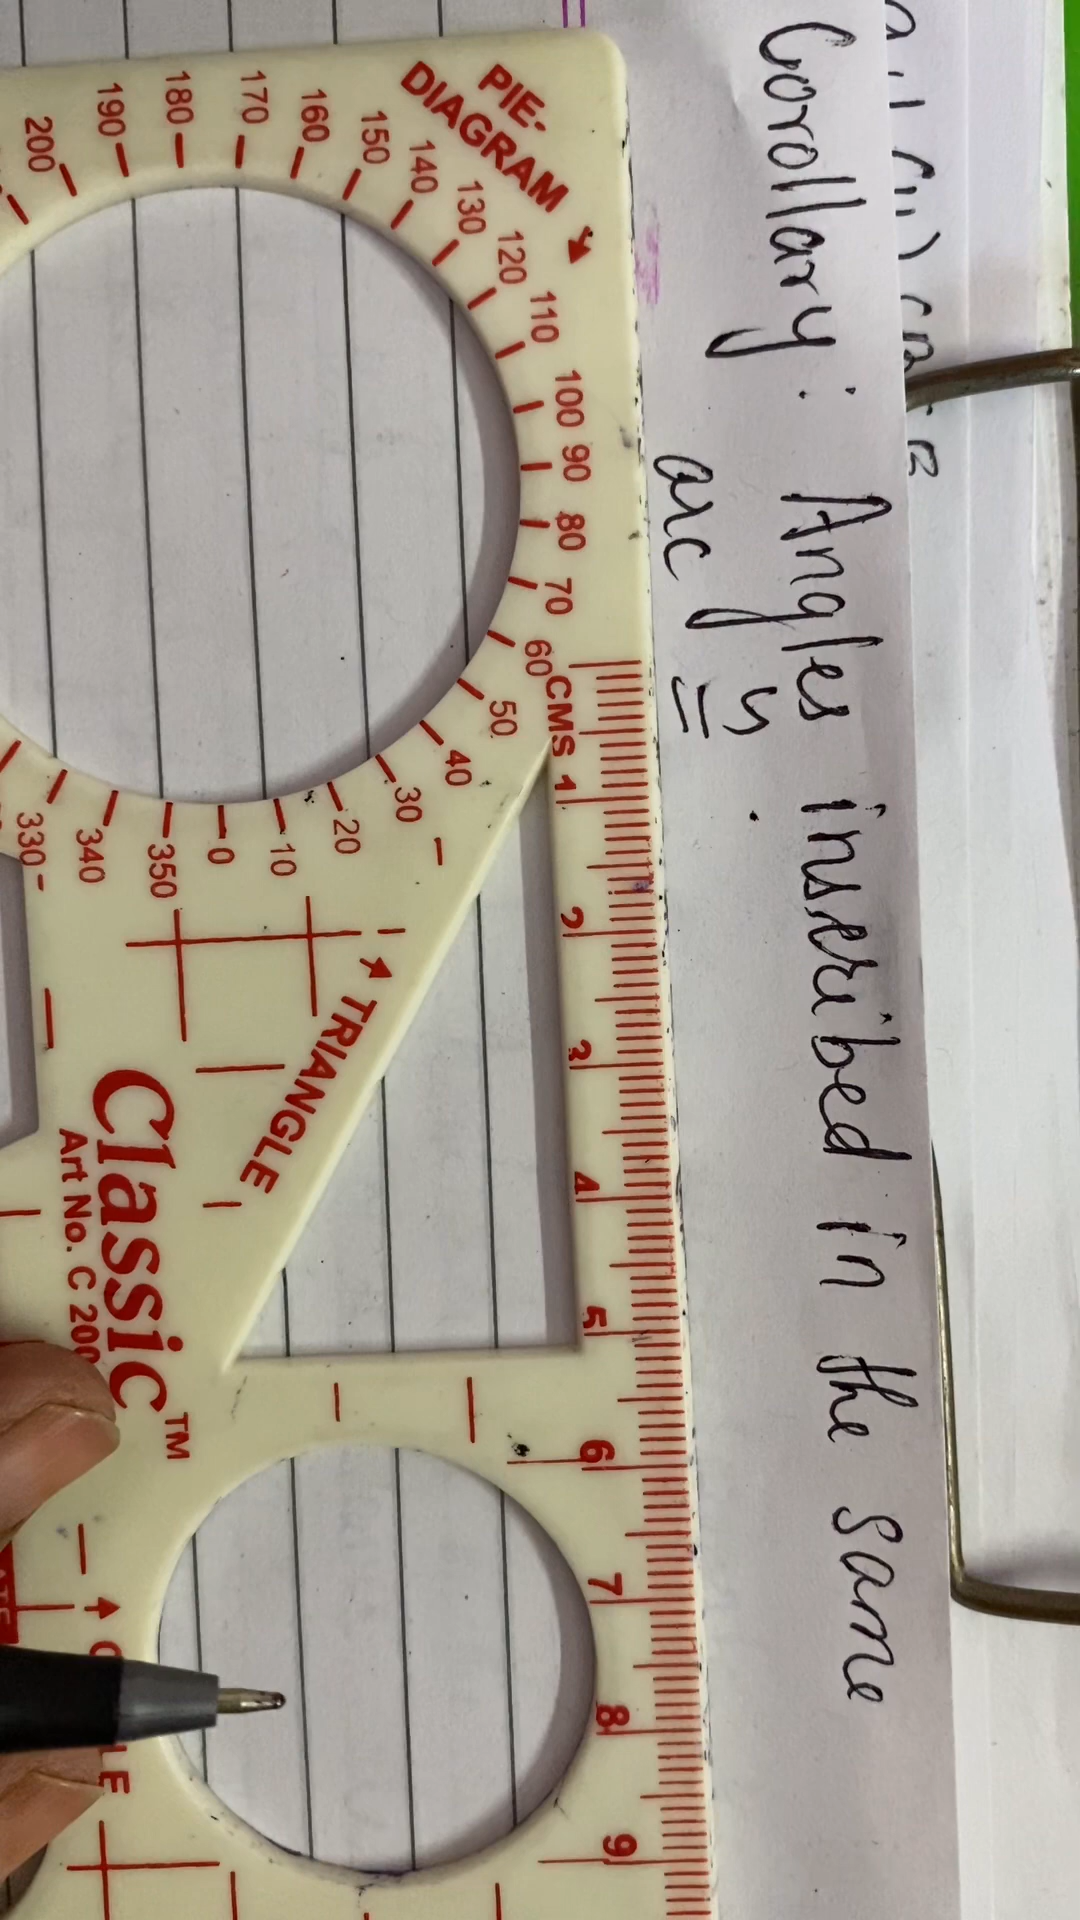 Corollary : Angles inscribed in the same
arc is = .
PIE-
DIAGRAM
200 190 180 170 160 150 140 130 120 110 100 90 80 70 60 50 40 30 20 10 0 350 340 330
CMS 1 2 3 4 5 6 7 8 9
TRIANGLE
Classic™
Art No. C 200